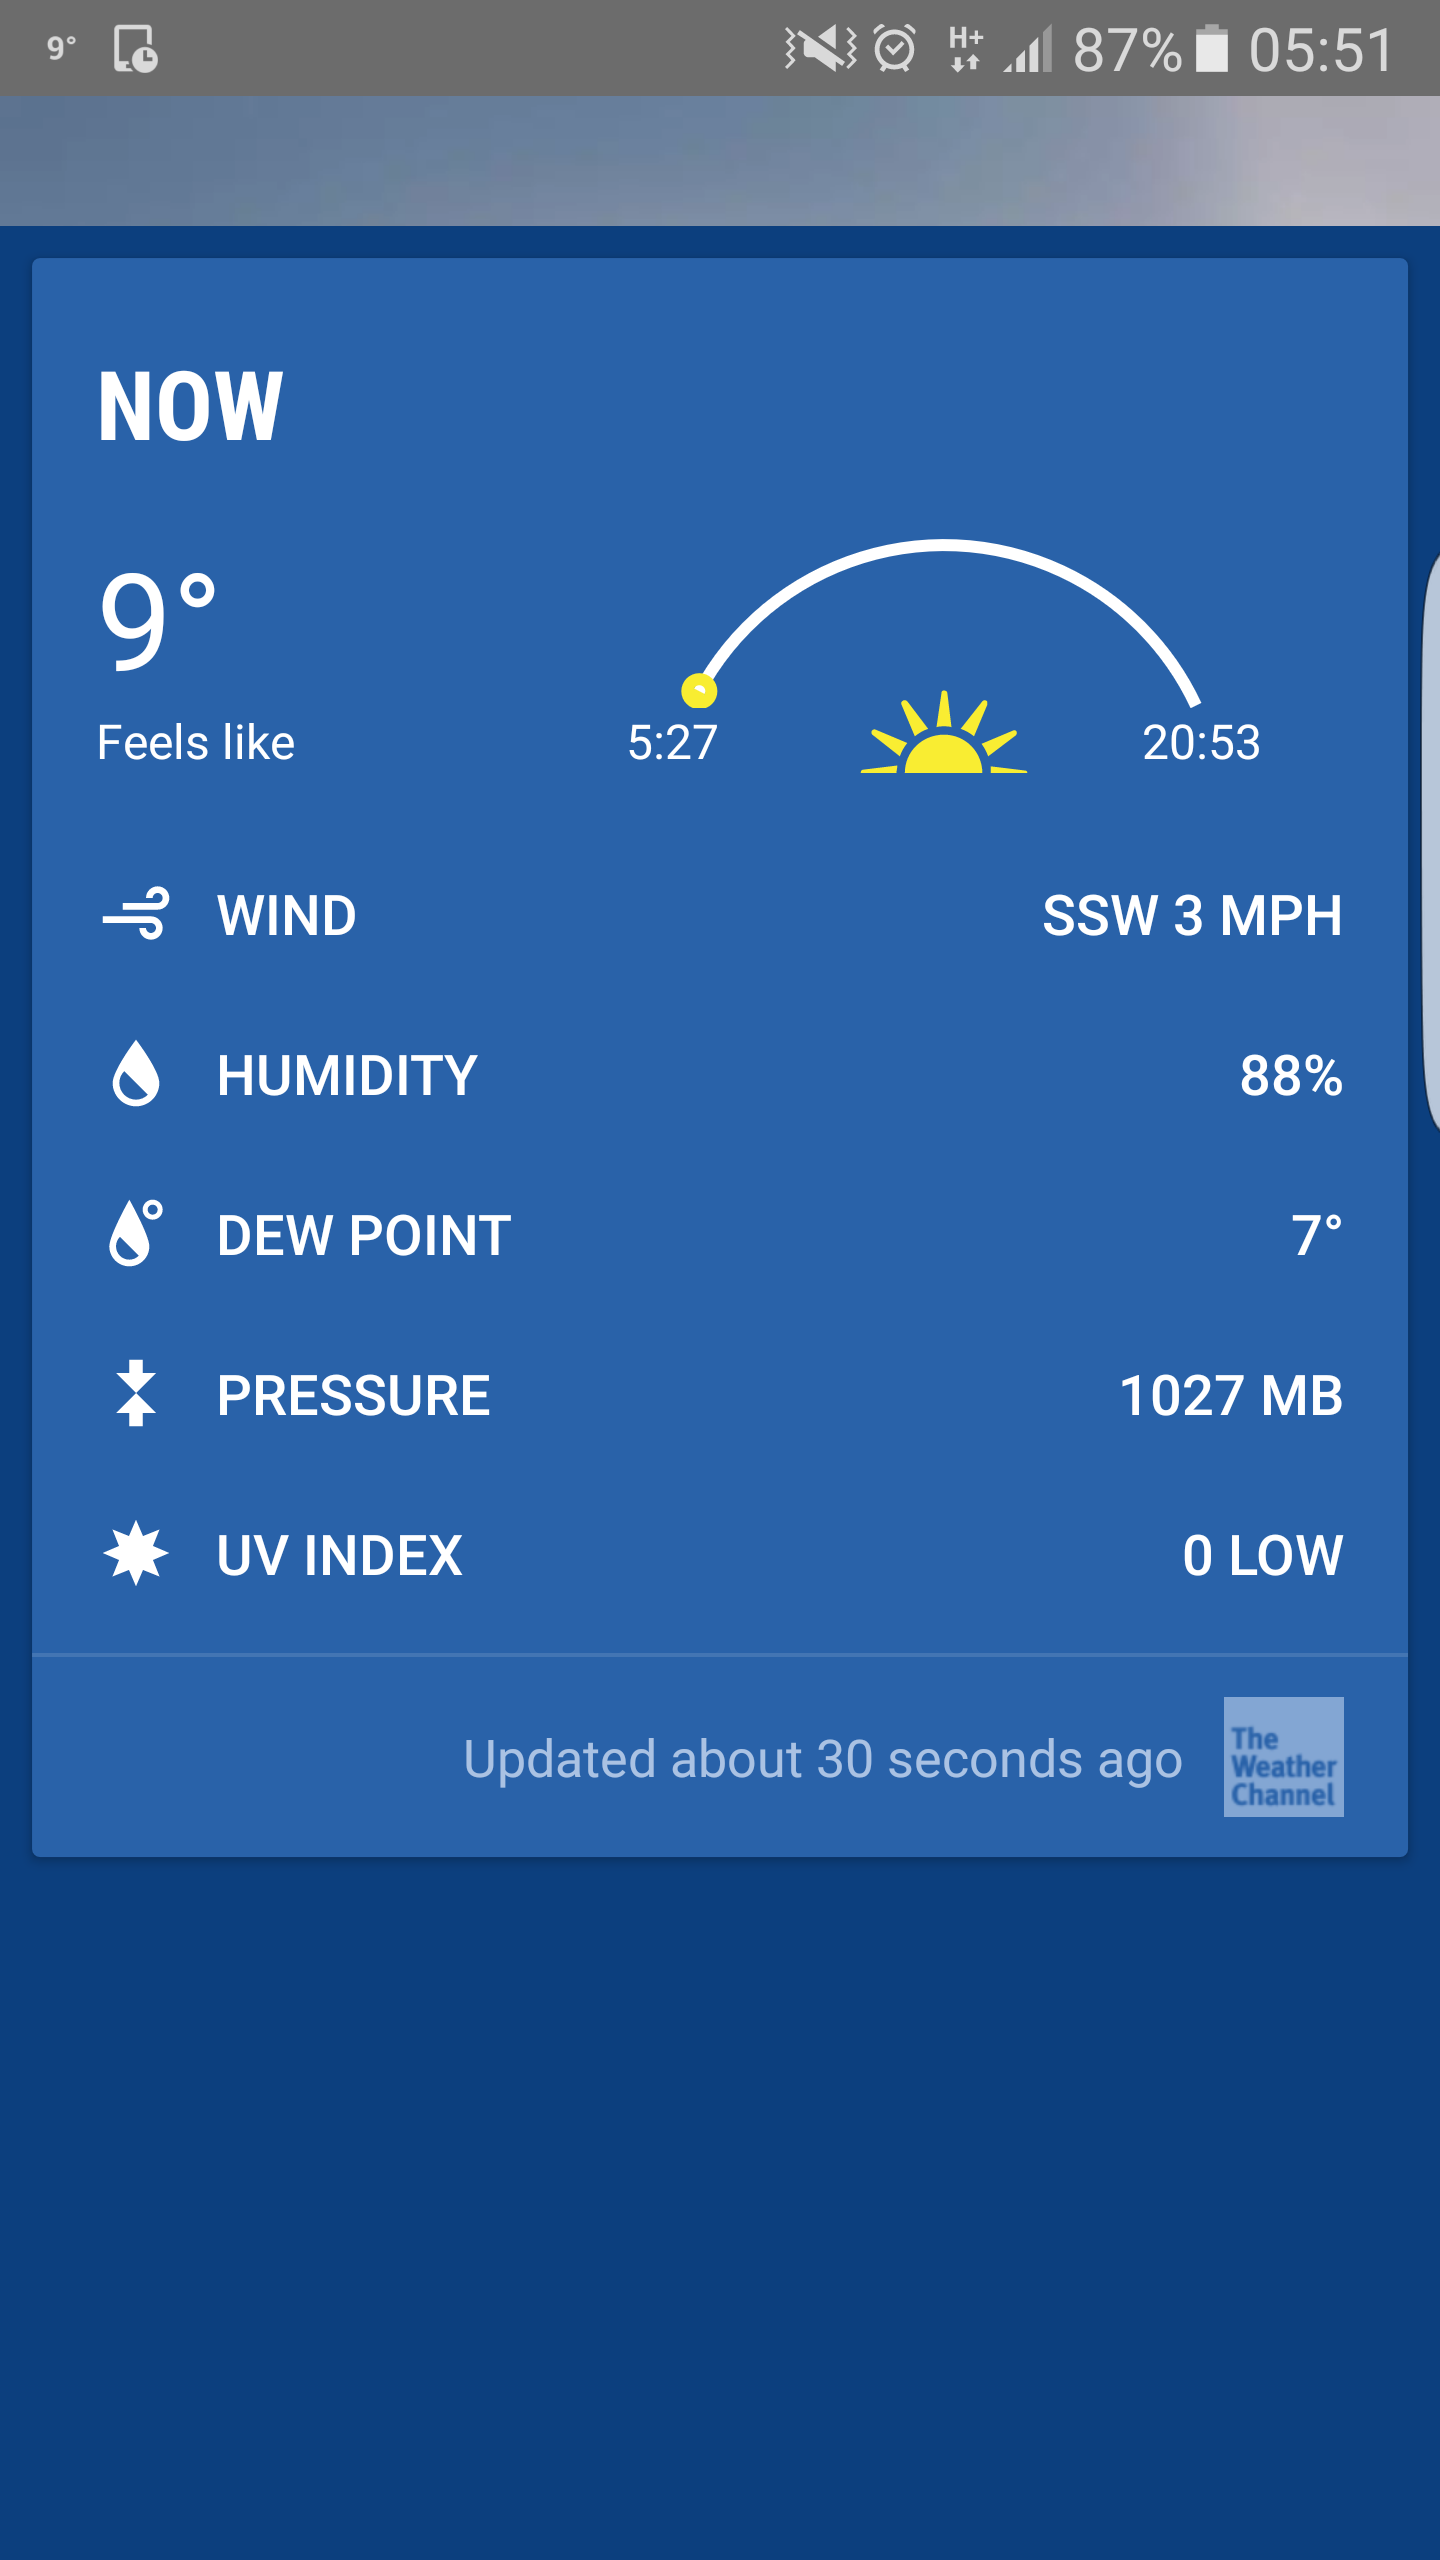 9°
H+
87%
05:51
NOW
9°
Feels like
5:27
20:53
WIND
SSW 3 MPH
HUMIDITY
88%
DEW POINT
7°
PRESSURE
1027 MB
UV INDEX
0 LOW
Updated about 30 seconds ago
The
Weather
Channel